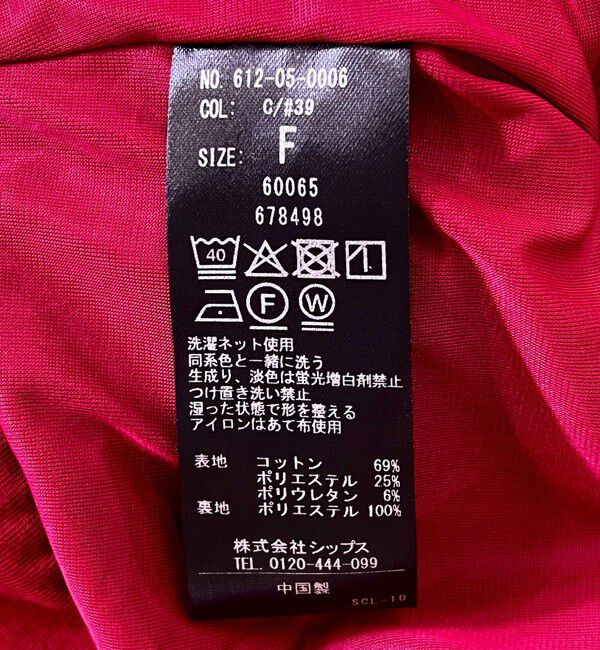 NO. 612-05-0006
COL: C/#39
SIZE: F
60065
678498
40
F W
洗濯ネット使用
同系色と一緒に洗う
生成り、淡色は蛍光増白剤禁止
つけ置き洗い禁止
湿った状態で形を整える
アイロンはあて布使用
表地 コットン 69%
ポリエステル 25%
ポリウレタン 6%
裏地 ポリエステル 100%
株式会社シップス
TEL. 0120-444-099
中国製
SCL-10